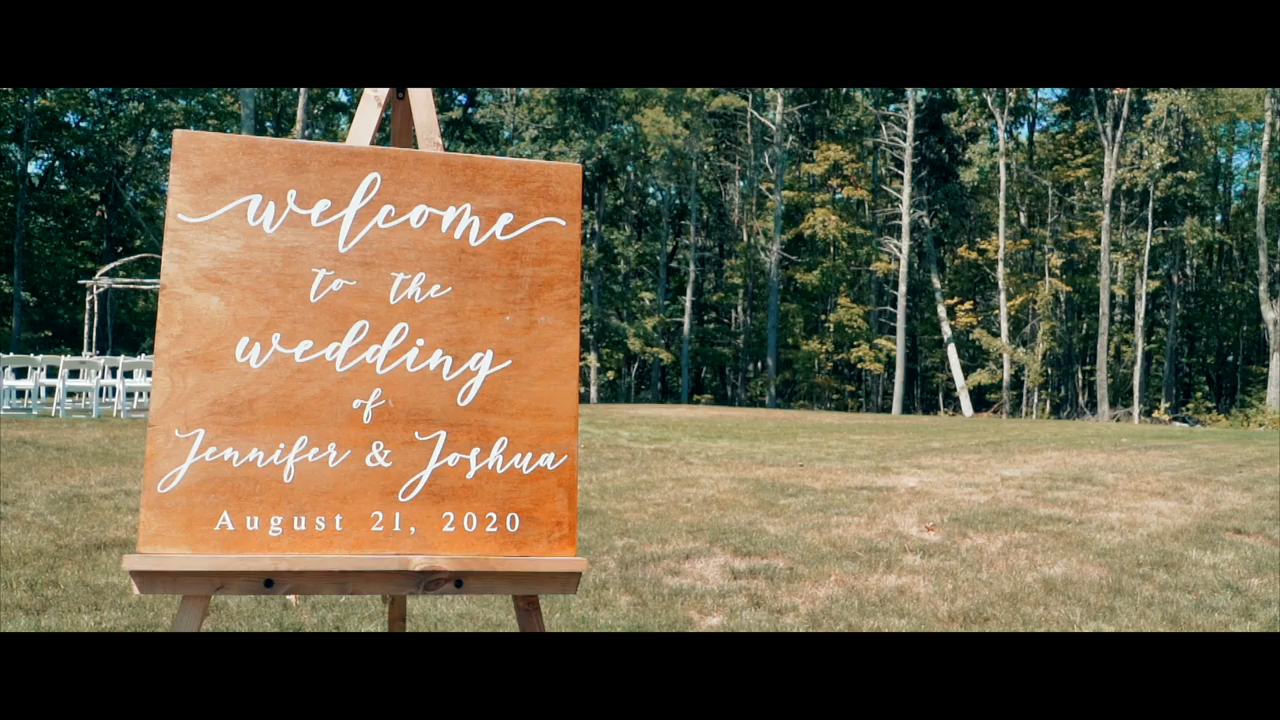 welcome
to the
wedding
of
Jennifer & Joshua
August 21, 2020